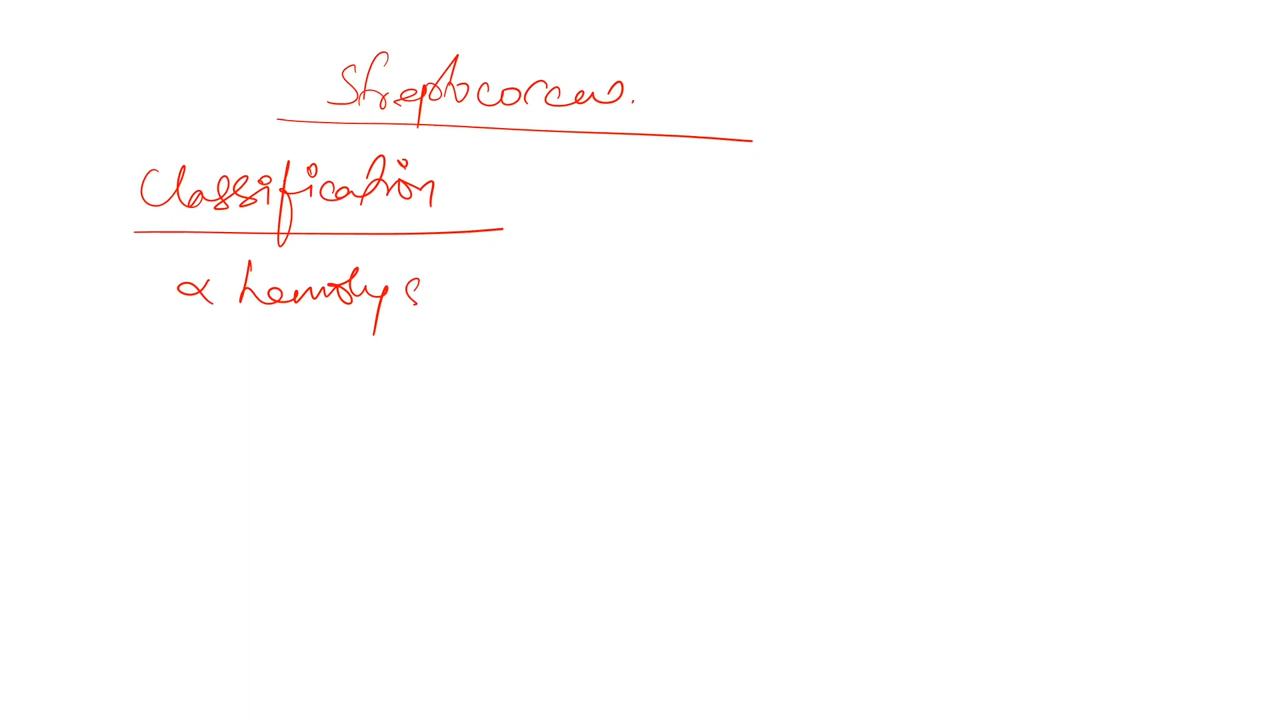 Streptococcus.
Classification
α hemolys